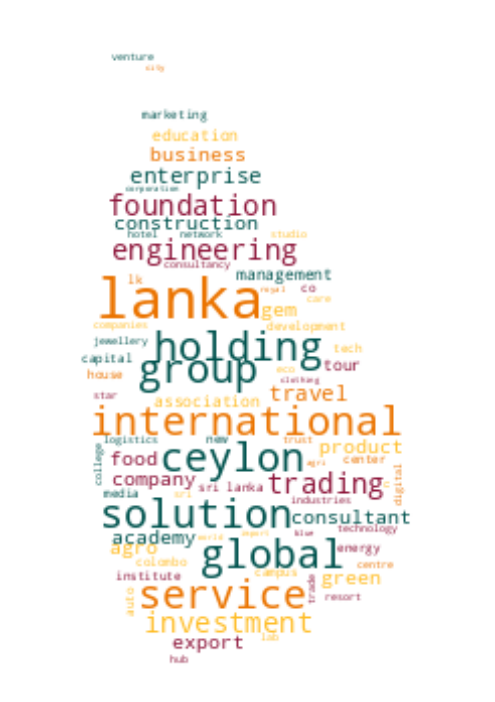 venture
city
marketing
education
business
enterprise
corporation
foundation
construction
hotel network studio
engineering
consultancy
management
lk
lanka
royal co
care
gem
companies development
jewellery
holding
tech
capital
group
tour
house
eco
clothing
star
travel
association
international
logistics new trust
college
ceylon
product
food
agri
center
company
sri lanka
trading
digital
media
sri
industries
solution
consultant
technology
academy
world
export
blue
agro
global
energy
colombo
centre
institute
campus
green
auto
service
trade
resort
investment
lab
export
hub